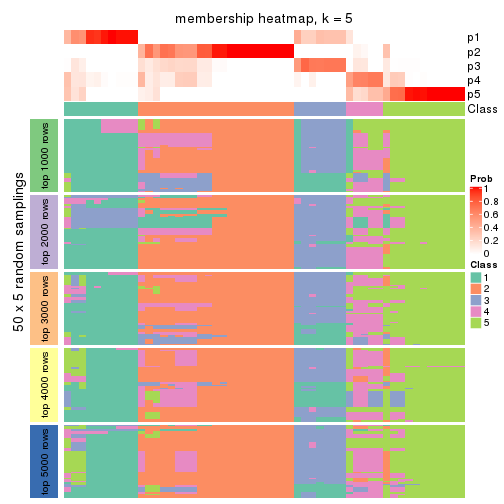 membership heatmap, k = 5
p1
p2
p3
p4
p5
Class
50 x 5 random samplings
top 1000 rows
top 2000 rows
top 3000 rows
top 4000 rows
top 5000 rows
Prob
1
0.8
0.6
0.4
0.2
0
Class
1
2
3
4
5